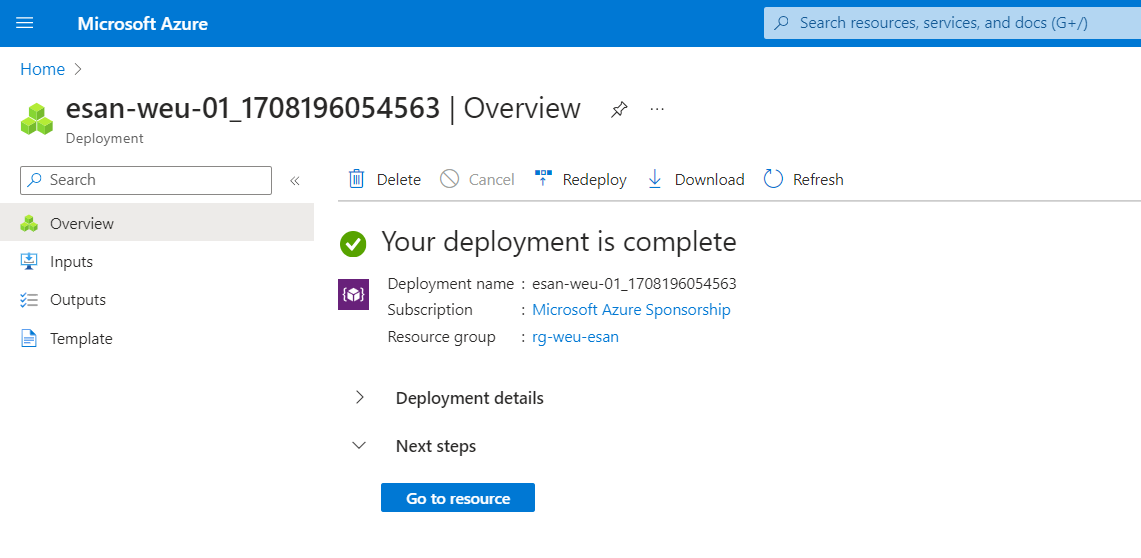 Microsoft Azure
Search resources, services, and docs (G+/)
Home
esan-weu-01_1708196054563 | Overview
Deployment
Search
Delete
Cancel
Redeploy
Download
Refresh
Overview
Inputs
Outputs
Template
Your deployment is complete
Deployment name : esan-weu-01_1708196054563
Subscription : Microsoft Azure Sponsorship
Resource group : rg-weu-esan
Deployment details
Next steps
Go to resource